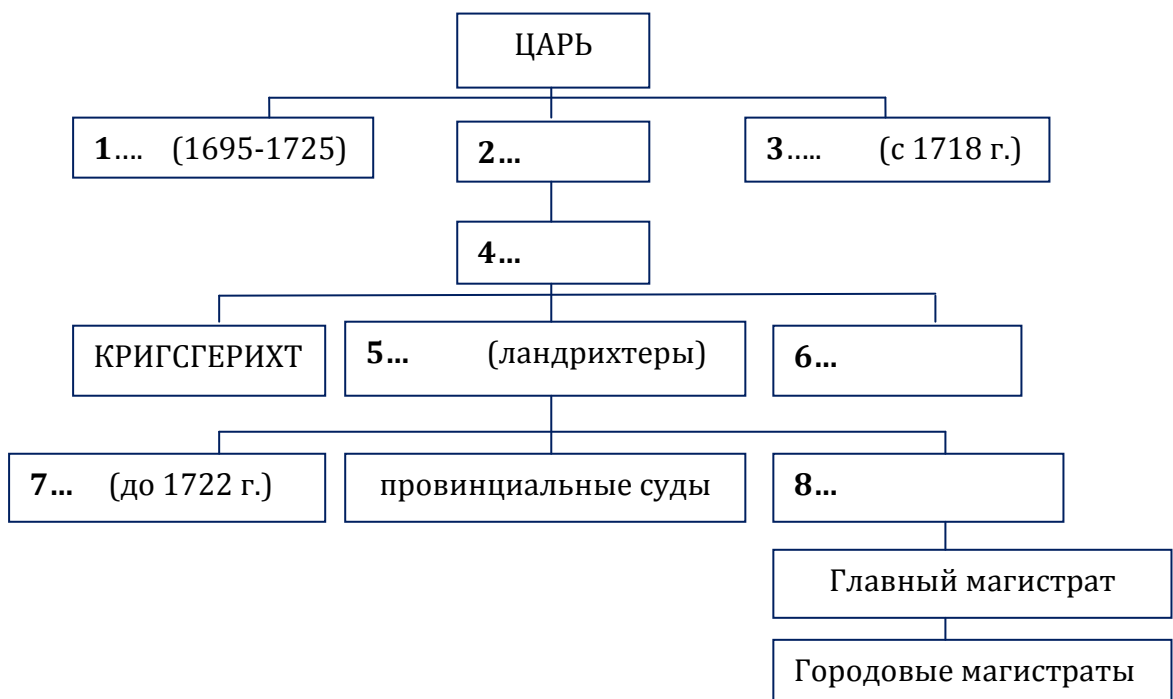 ЦАРЬ
1.... (1695-1725)
2...
3..... (с 1718 г.)
4...
КРИГСГЕРИХТ
5... (ландрихтеры)
6...
7... (до 1722 г.)
провинциальные суды
8...
Главный магистрат
Городовые магистраты